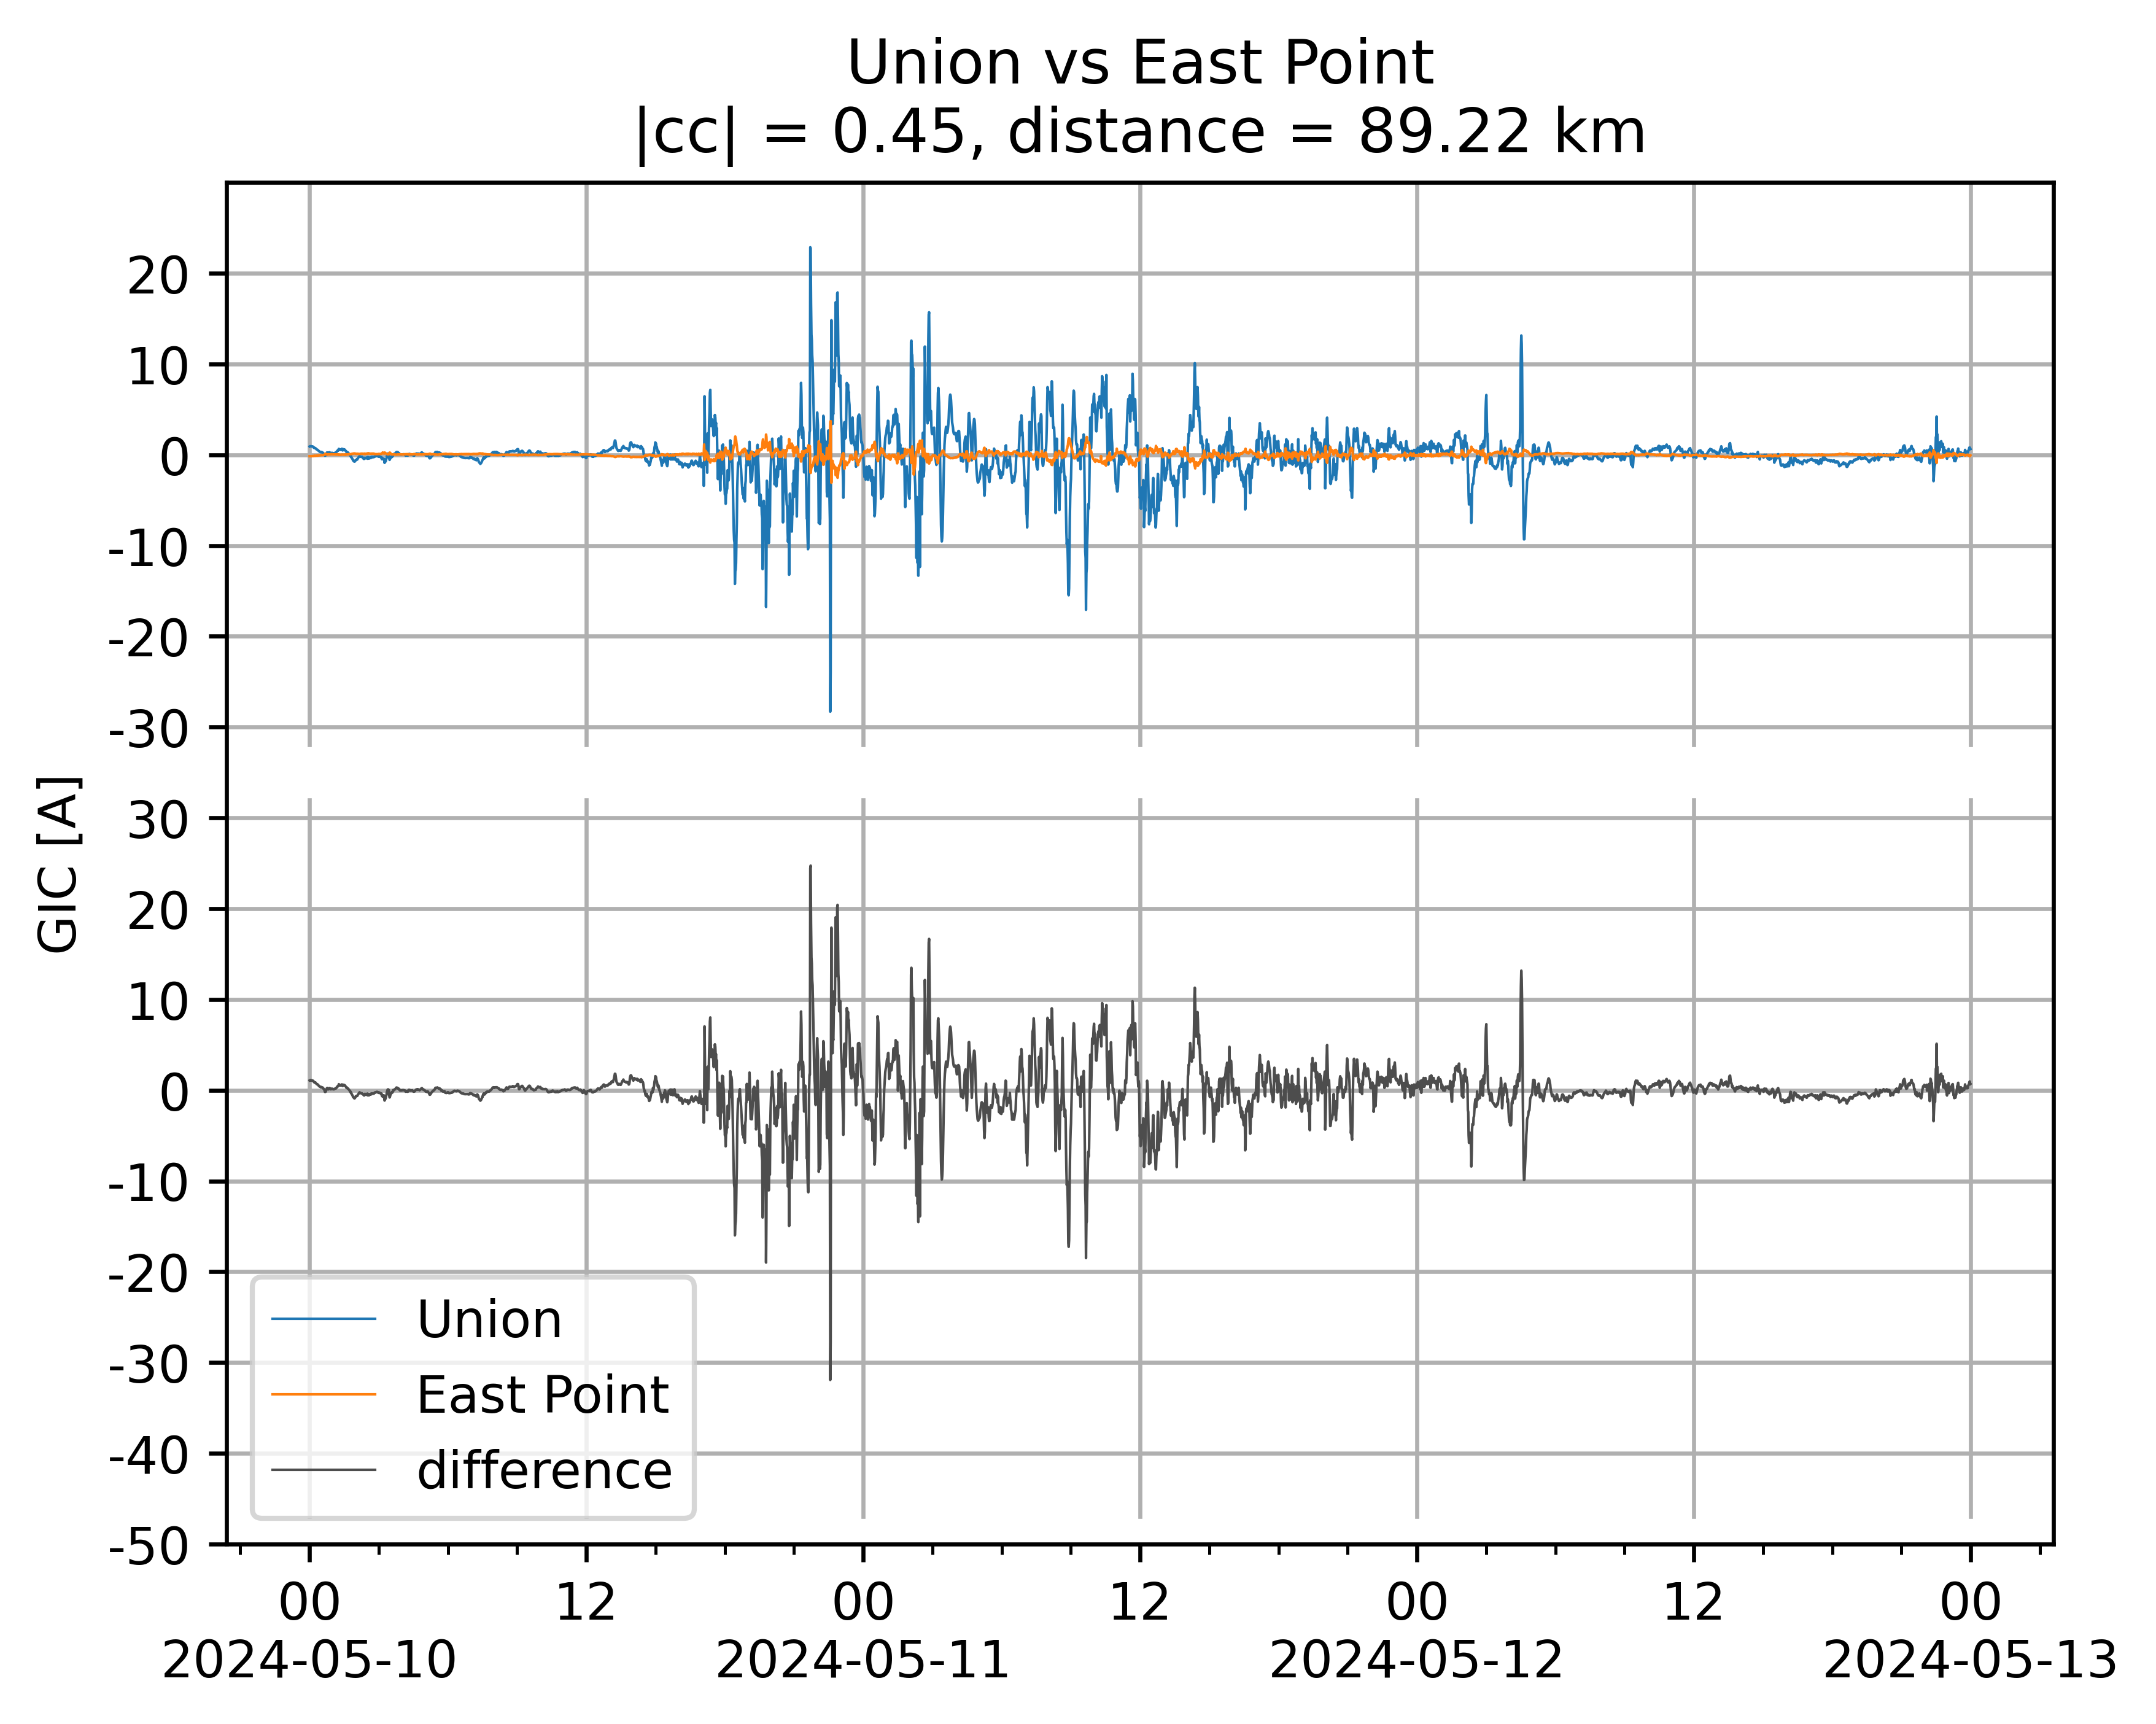 Union vs East Point
|cc| = 0.45, distance = 89.22 km
GIC [A]
20
10
0
-10
-20
-30
30
20
10
0
-10
-20
-30
-40
-50
Union
East Point
difference
00 12 00 12 00 12 00
2024-05-10 2024-05-11 2024-05-12 2024-05-13